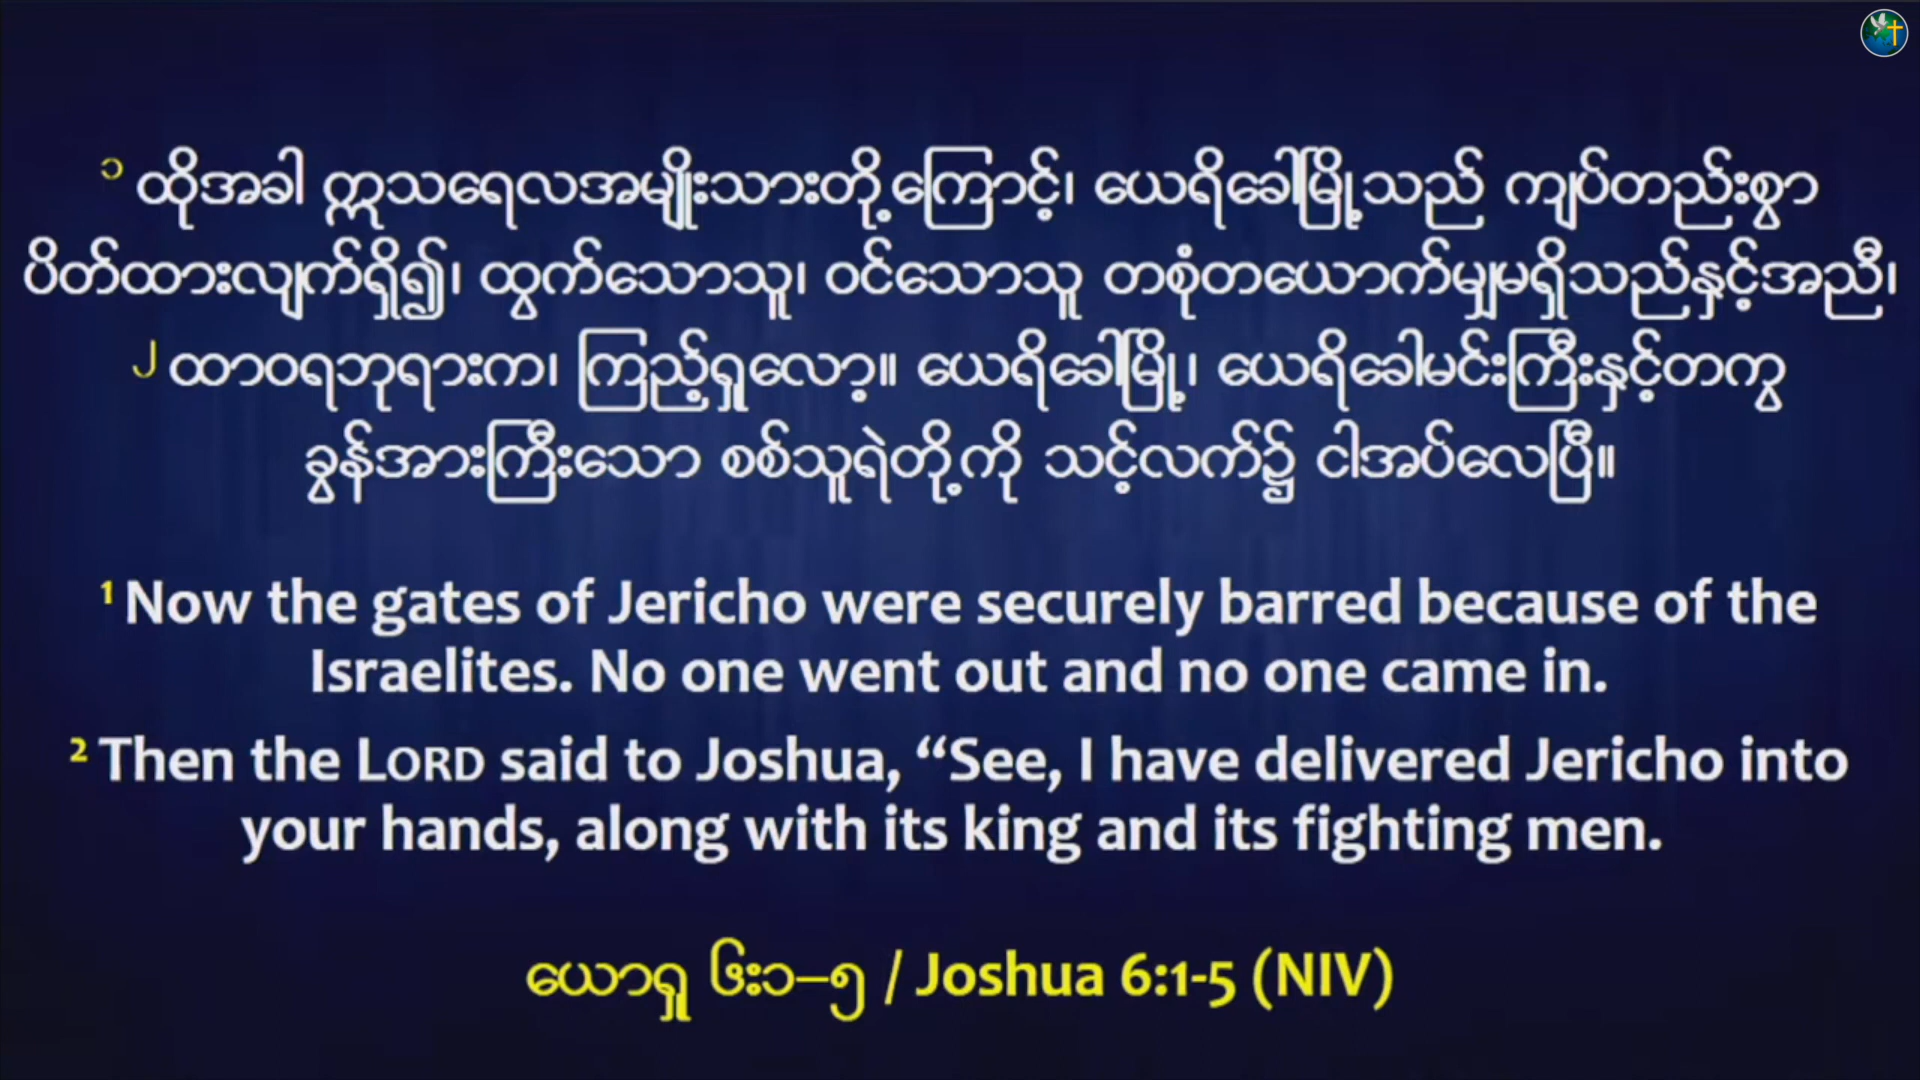 ၁ ထိုအခါ ဣသရေလအမျိုးသားတို့ကြောင့်၊ ယေရိခေါမြို့သည် ကျပ်တည်းစွာ
ပိတ်ထားလျက်ရှိ၍၊ ထွက်သောသူ၊ ဝင်သောသူ တစုံတယောက်မျှမရှိသည်နှင့်အညီ၊
၂ ထာဝရဘုရားက၊ ကြည့်ရှုလော့။ ယေရိခေါမြို့၊ ယေရိခေါမင်းကြီးနှင့်တကွ
ခွန်အားကြီးသော စစ်သူရဲတို့ကို သင့်လက်၌ ငါအပ်လေပြီ။
1 Now the gates of Jericho were securely barred because of the
Israelites. No one went out and no one came in.
2 Then the LORD said to Joshua, “See, I have delivered Jericho into
your hands, along with its king and its fighting men.
ယောရှု ၆း၁–၅ / Joshua 6:1-5 (NIV)